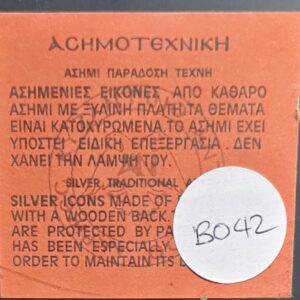 ΑΣΗΜΟΤΕΧΝΙΚΗ
ΑΣΗΜΙ ΠΑΡΑΔΟΣΗ ΤΕΧΝΗ
ΑΣΗΜΕΝΙΕΣ ΕΙΚΟΝΕΣ ΑΠΟ ΚΑΘΑΡΟ
ΑΣΗΜΙ ΜΕ ΞΥΛΙΝΗ ΠΛΑΤΗ.ΤΑ ΘΕΜΑΤΑ
ΕΙΝΑΙ ΚΑΤΟΧΥΡΩΜΕΝΑ.ΤΟ ΑΣΗΜΙ ΕΧΕΙ
ΥΠΟΣΤΕΙ ΕΙΔΙΚΗ ΕΠΕΞΕΡΓΑΣΙΑ . ΔΕΝ
ΧΑΝΕΙ ΤΗΝ ΛΑΜΨΗ ΤΟΥ.
SILVER TRADITIONAL
SILVER ICONS MADE OF
WITH A WOODEN BACK.
ARE PROTECTED BY
HAS BEEN ESPECIALLY
ORDER TO MAINTAIN ITS
B042